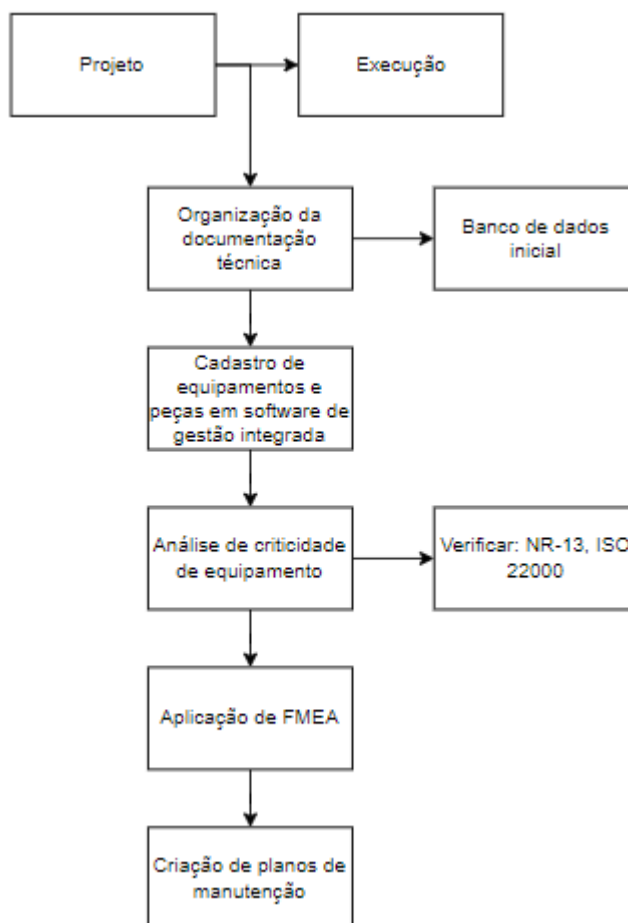 Projeto
Execução
Organização da
documentação
técnica
Banco de dados
inicial
Cadastro de
equipamentos e
peças em software de
gestão integrada
Análise de criticidade
de equipamento
Verificar: NR-13, ISO
22000
Aplicação de FMEA
Criação de planos de
manutenção